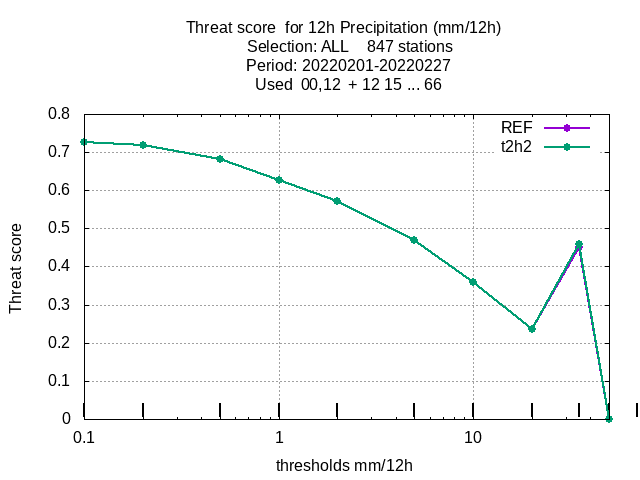 Threat score  for 12h Precipitation (mm/12h)
Selection: ALL    847 stations
Period: 20220201-20220227
Used  00,12  + 12 15 ... 66
REF
t2h2
0.8
0.7
0.6
0.5
0.4
0.3
0.2
0.1
0
Threat score
0.1
1
10
thresholds mm/12h